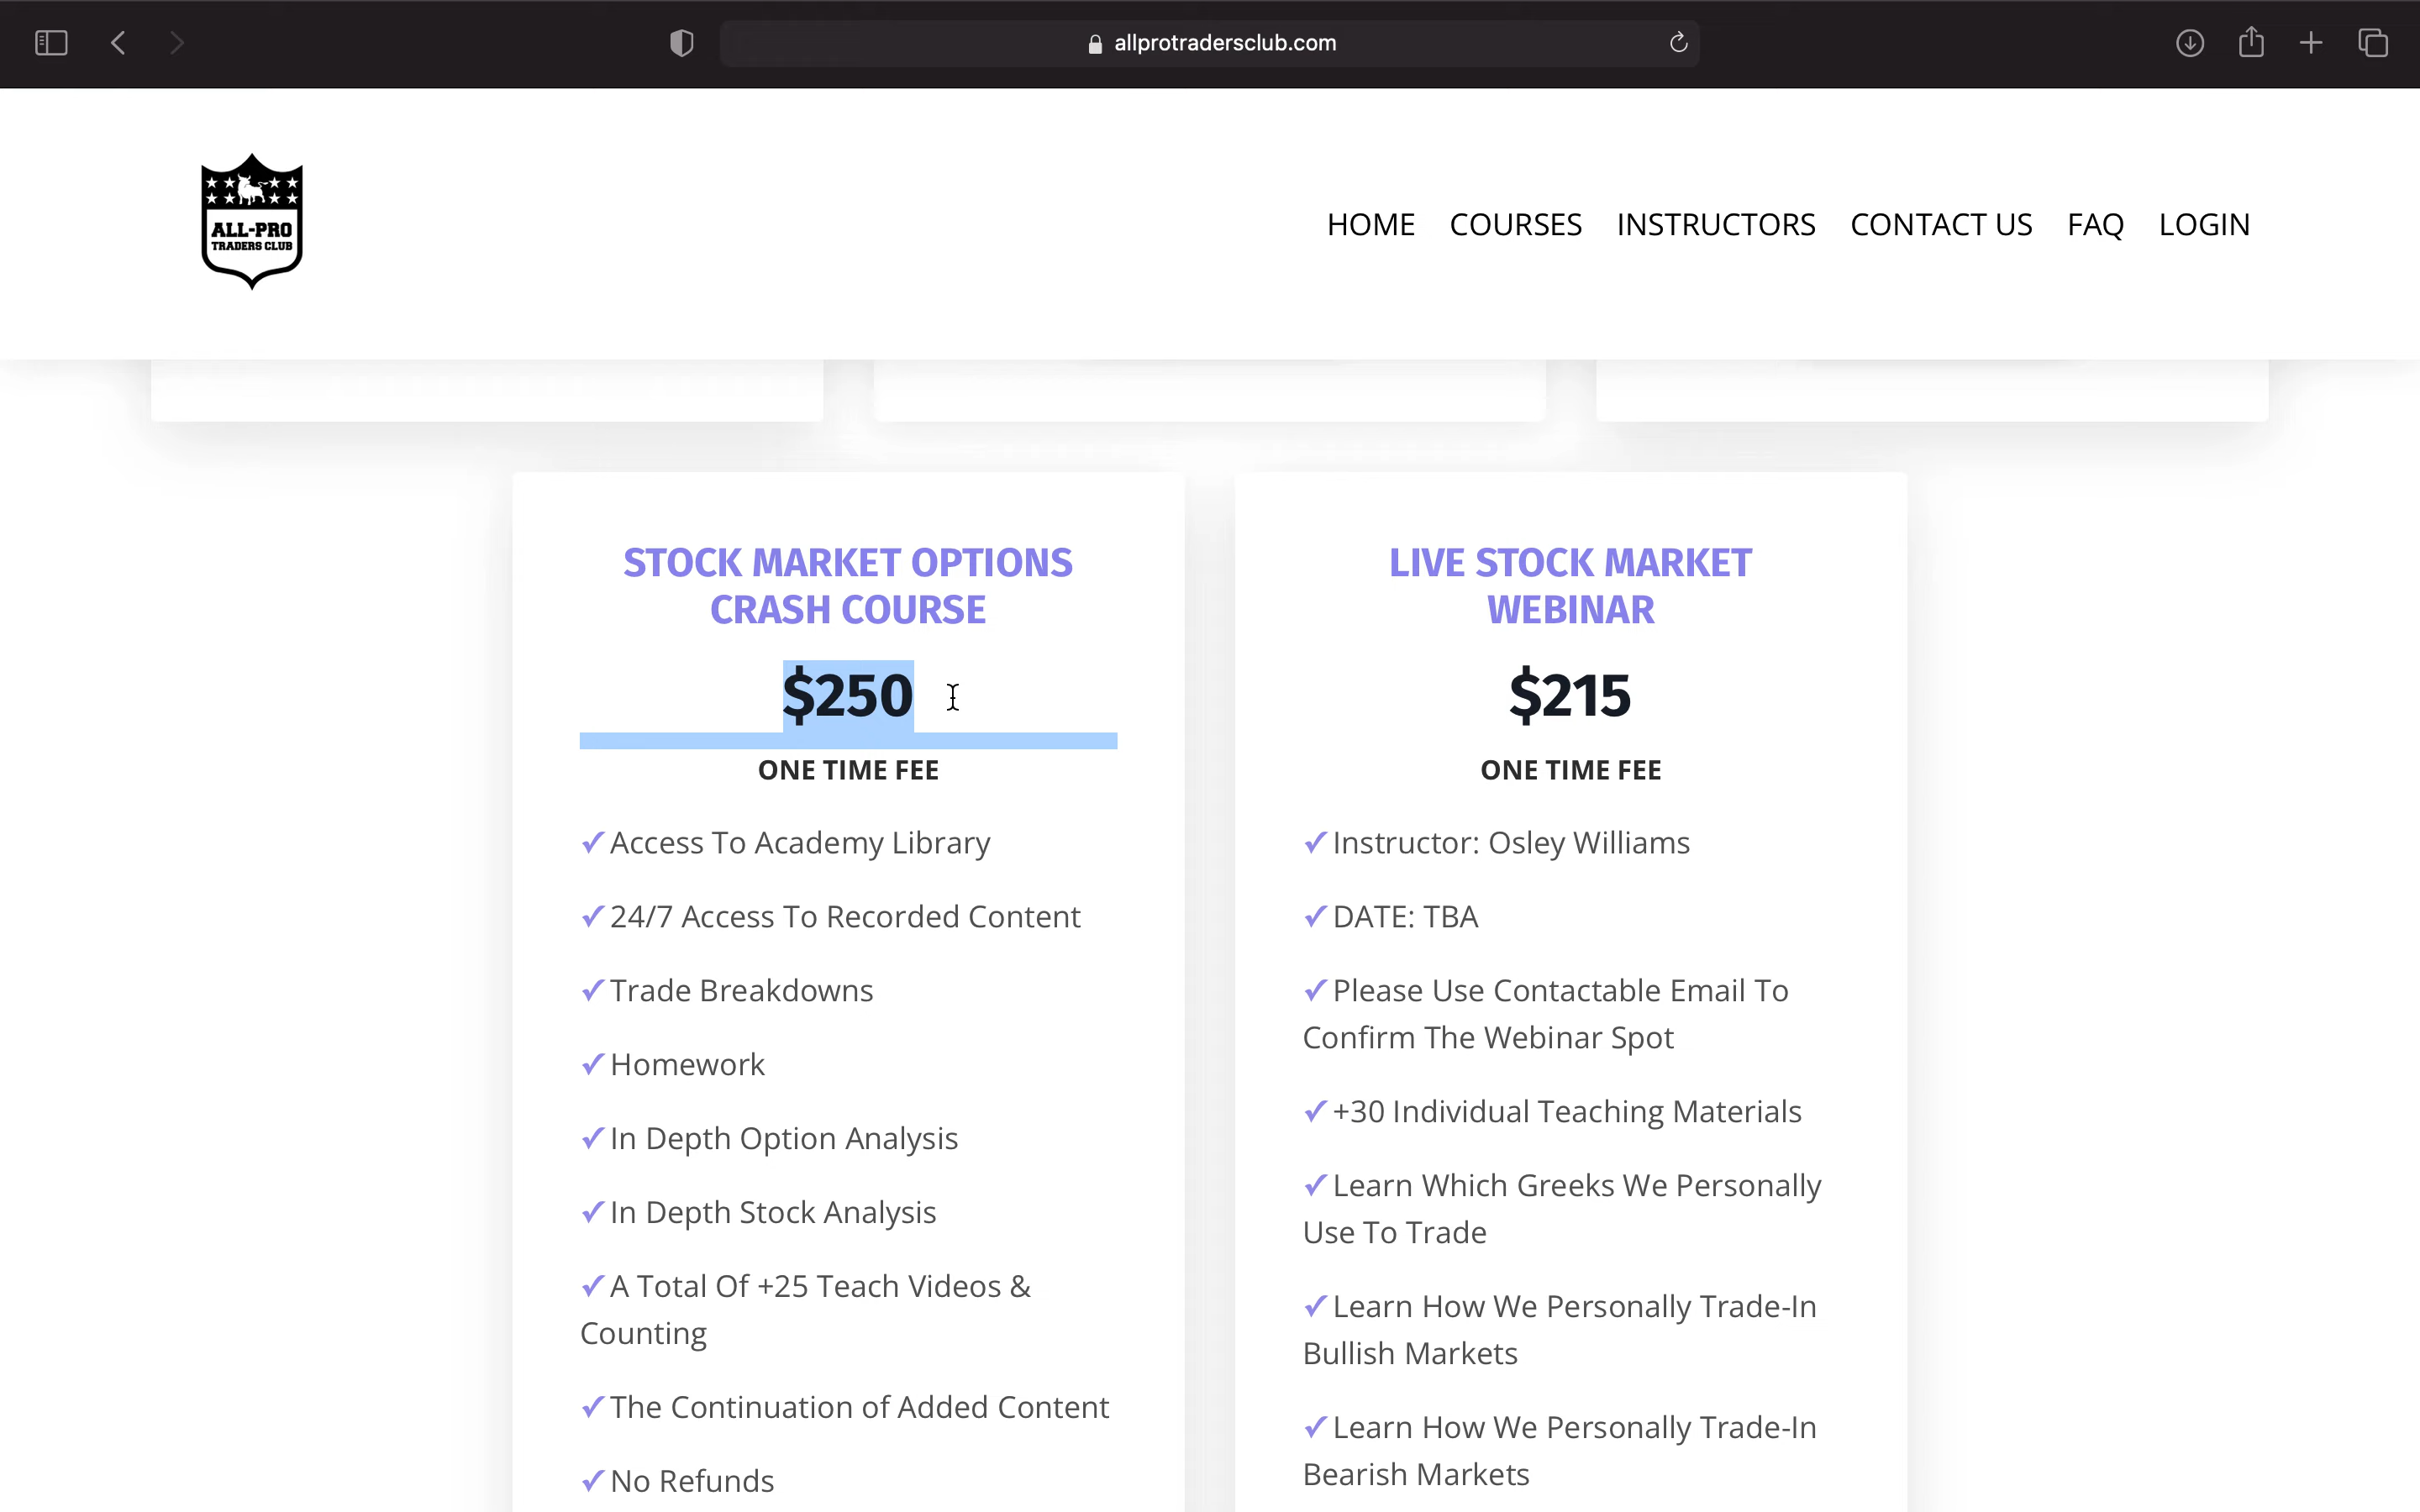 allprotradersclub.com
ALL-PRO
TRADERS CLUB
HOME COURSES INSTRUCTORS CONTACT US FAQ LOGIN
STOCK MARKET OPTIONS
CRASH COURSE
$250
ONE TIME FEE
✓Access To Academy Library
✓24/7 Access To Recorded Content
✓Trade Breakdowns
✓Homework
✓In Depth Option Analysis
✓In Depth Stock Analysis
✓A Total Of +25 Teach Videos &
Counting
✓The Continuation of Added Content
✓No Refunds
LIVE STOCK MARKET
WEBINAR
$215
ONE TIME FEE
✓Instructor: Osley Williams
✓DATE: TBA
✓Please Use Contactable Email To
Confirm The Webinar Spot
✓+30 Individual Teaching Materials
✓Learn Which Greeks We Personally
Use To Trade
✓Learn How We Personally Trade-In
Bullish Markets
✓Learn How We Personally Trade-In
Bearish Markets